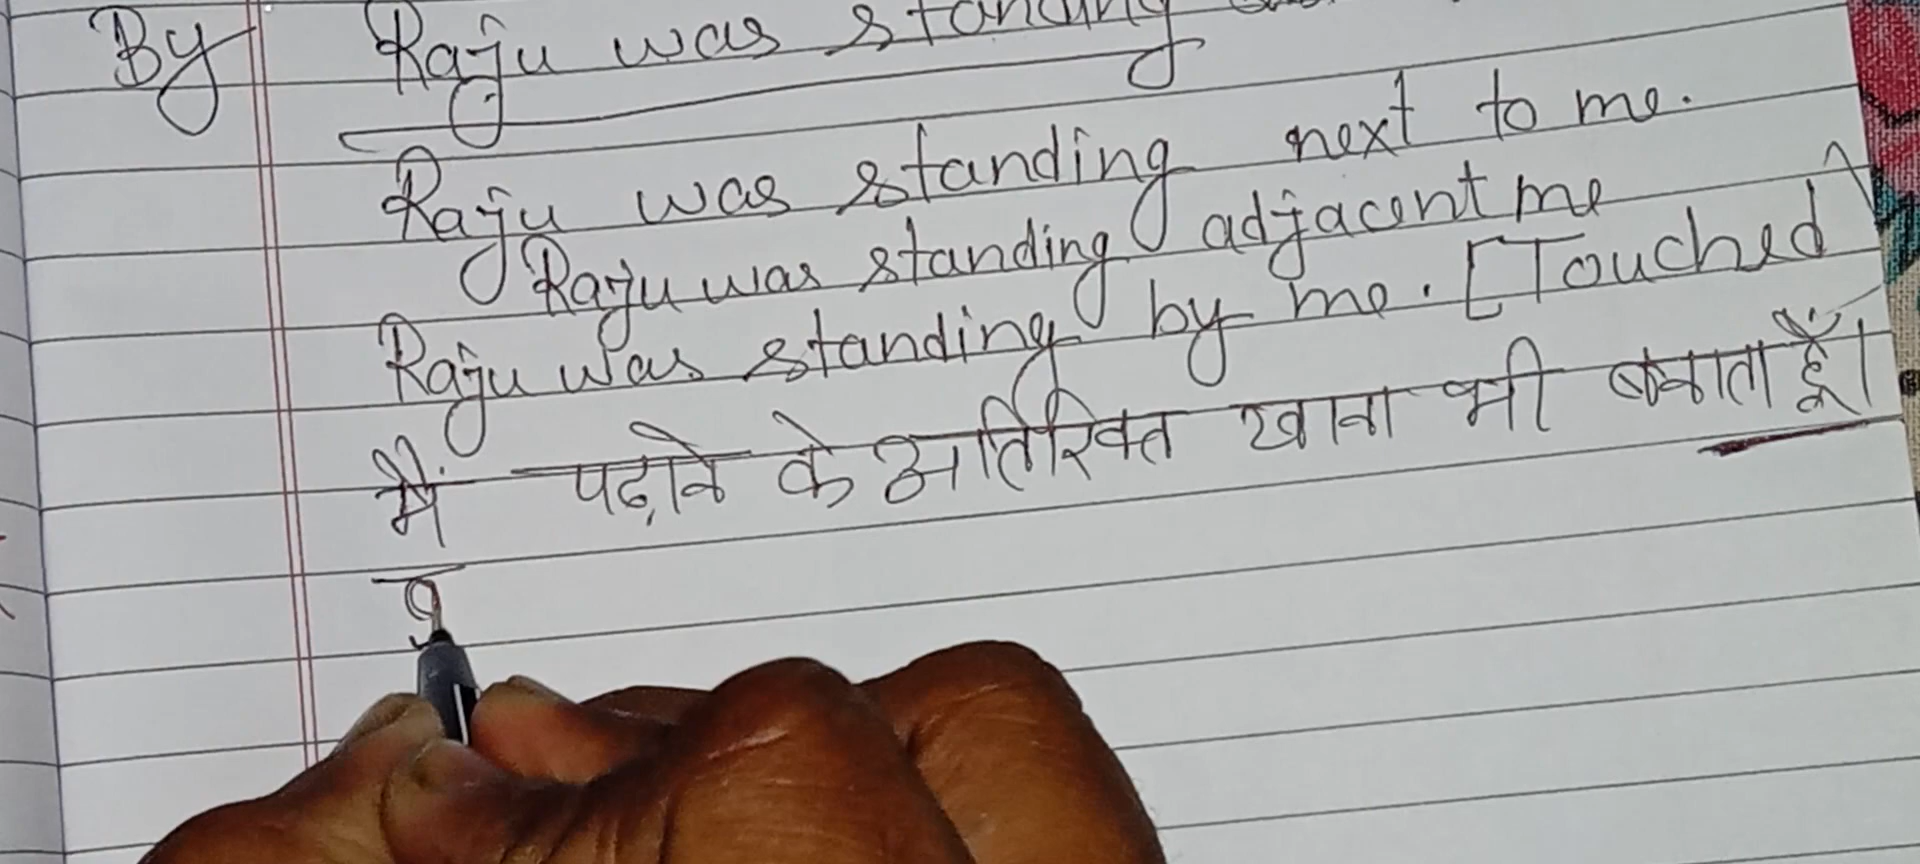 By Raju was standing
Raju was standing next to me.
Raju was standing adjacent me
Raju was standing by me. [Touched]
मैं पढ़ाने के अतिरिक्त खाना भी बनाता हूँ।